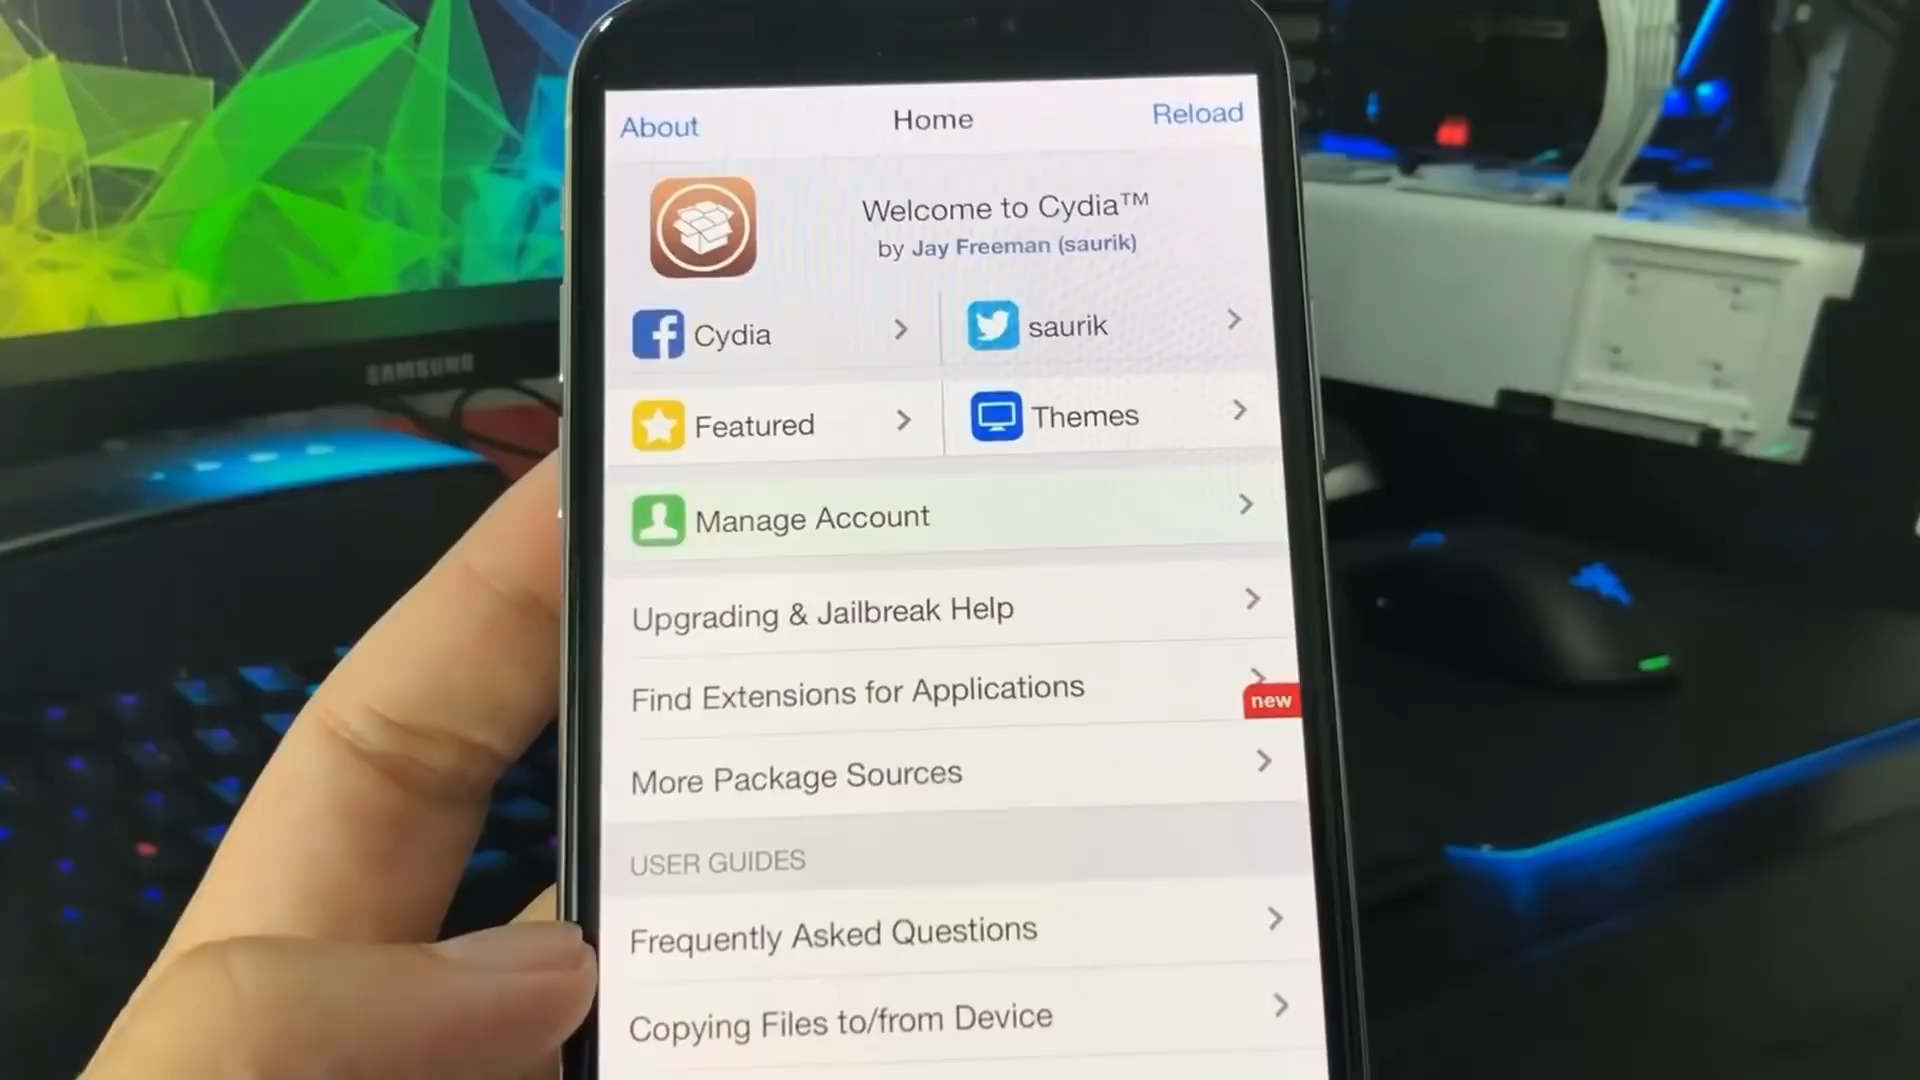 About Home Reload
Welcome to Cydia™
by Jay Freeman (saurik)
Cydia
saurik
Featured
Themes
Manage Account
Upgrading & Jailbreak Help
Find Extensions for Applications
new
More Package Sources
USER GUIDES
Frequently Asked Questions
Copying Files to/from Device
SAMSUNG